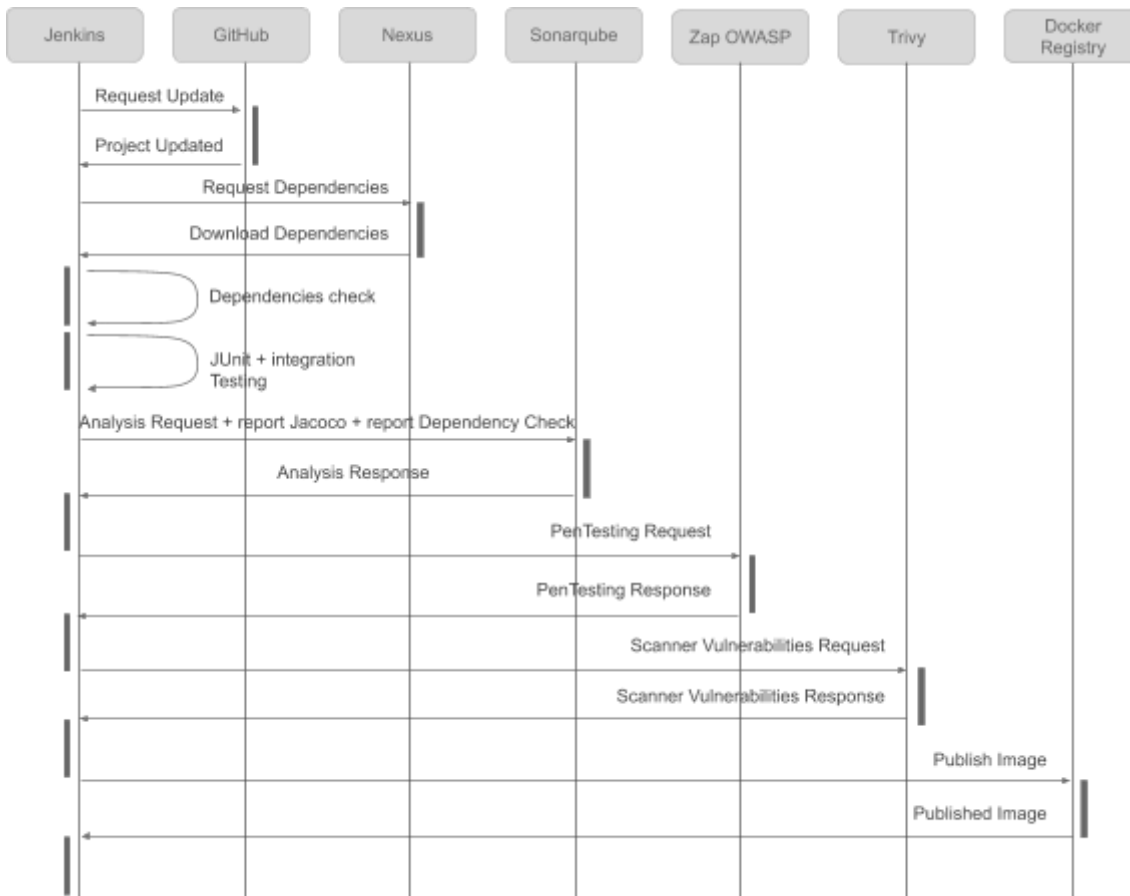 Jenkins
GitHub
Nexus
Sonarqube
Zap OWASP
Trivy
Docker
Registry
Request Update
Project Updated
Request Dependencies
Download Dependencies
Dependencies check
JUnit + integration
Testing
Analysis Request + report Jacoco + report Dependency Check
Analysis Response
PenTesting Request
PenTesting Response
Scanner Vulnerabilities Request
Scanner Vulnerabilities Response
Publish Image
Published Image